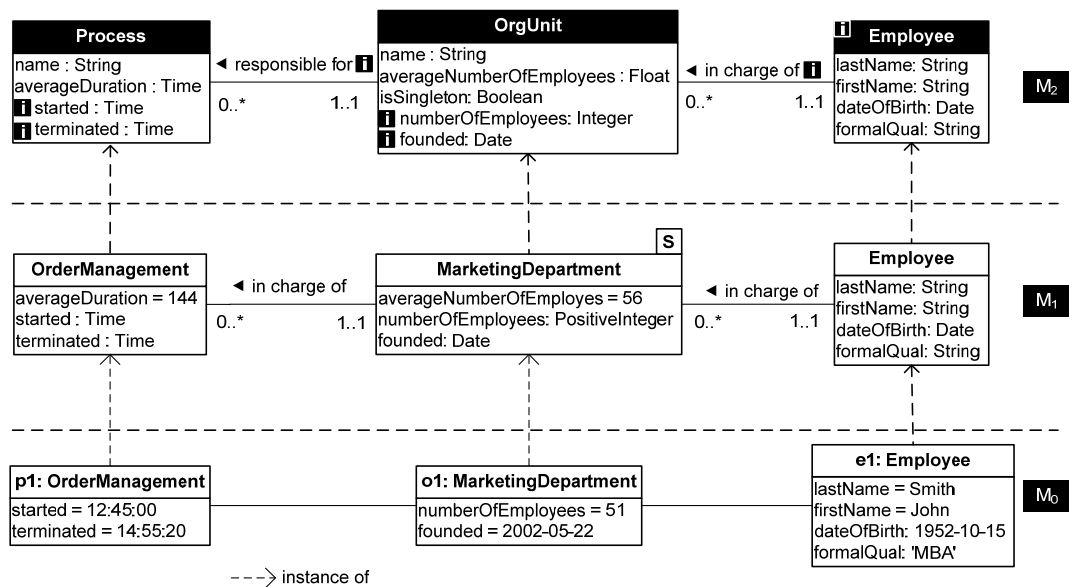 Process
name : String
averageDuration : Time
i started : Time
i terminated : Time
◄ responsible for i
0..* 1..1
OrgUnit
name : String
averageNumberOfEmployees : Float
isSingleton: Boolean
i numberOfEmployees: Integer
i founded: Date
◄ in charge of i
0..* 1..1
i Employee
lastName: String
firstName: String
dateOfBirth: Date
formalQual: String
M2
OrderManagement
averageDuration = 144
started : Time
terminated : Time
◄ in charge of
0..* 1..1
S
MarketingDepartment
averageNumberOfEmployes = 56
numberOfEmployees: PositiveInteger
founded: Date
◄ in charge of
0..* 1..1
Employee
lastName: String
firstName: String
dateOfBirth: Date
formalQual: String
M1
p1: OrderManagement
started = 12:45:00
terminated = 14:55:20
o1: MarketingDepartment
numberOfEmployees = 51
founded = 2002-05-22
e1: Employee
lastName = Smith
firstName = John
dateOfBirth: 1952-10-15
formalQual: 'MBA'
M0
instance of